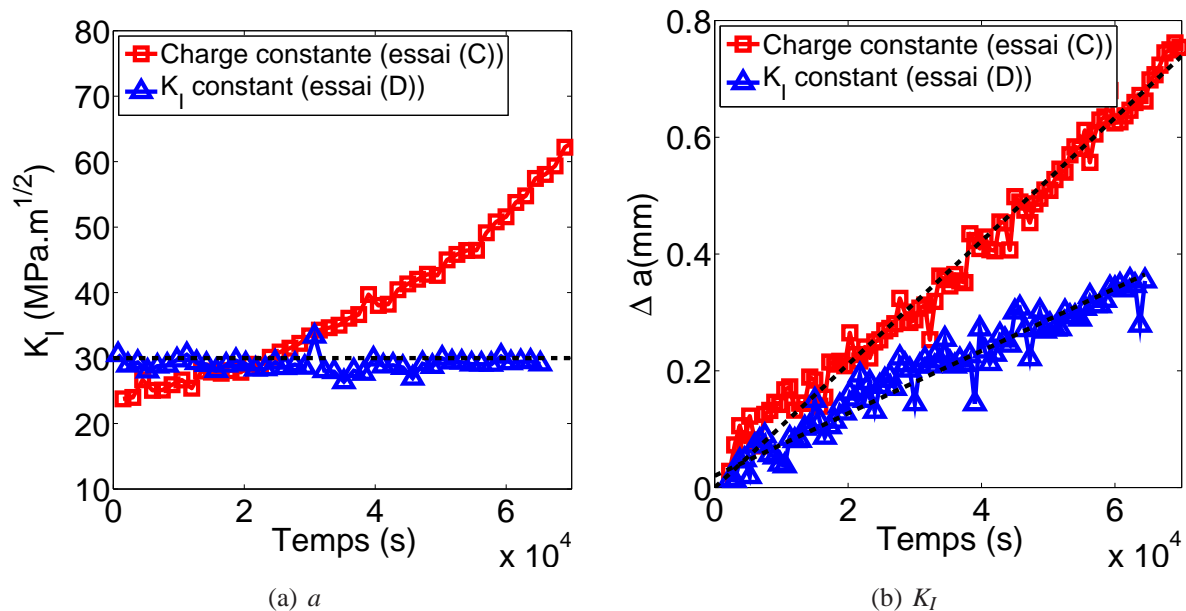 80
70
60
50
40
30
20
10
K_I (MPa.m^{1/2})
Charge constante (essai (C))
K_I constant (essai (D))
0 2 4 6
Temps (s)
x 10^4
(a) a
0.8
0.6
0.4
0.2
0
Δ a(mm)
Charge constante (essai (C))
K_I constant (essai (D))
0 2 4 6
Temps (s)
x 10^4
(b) K_I